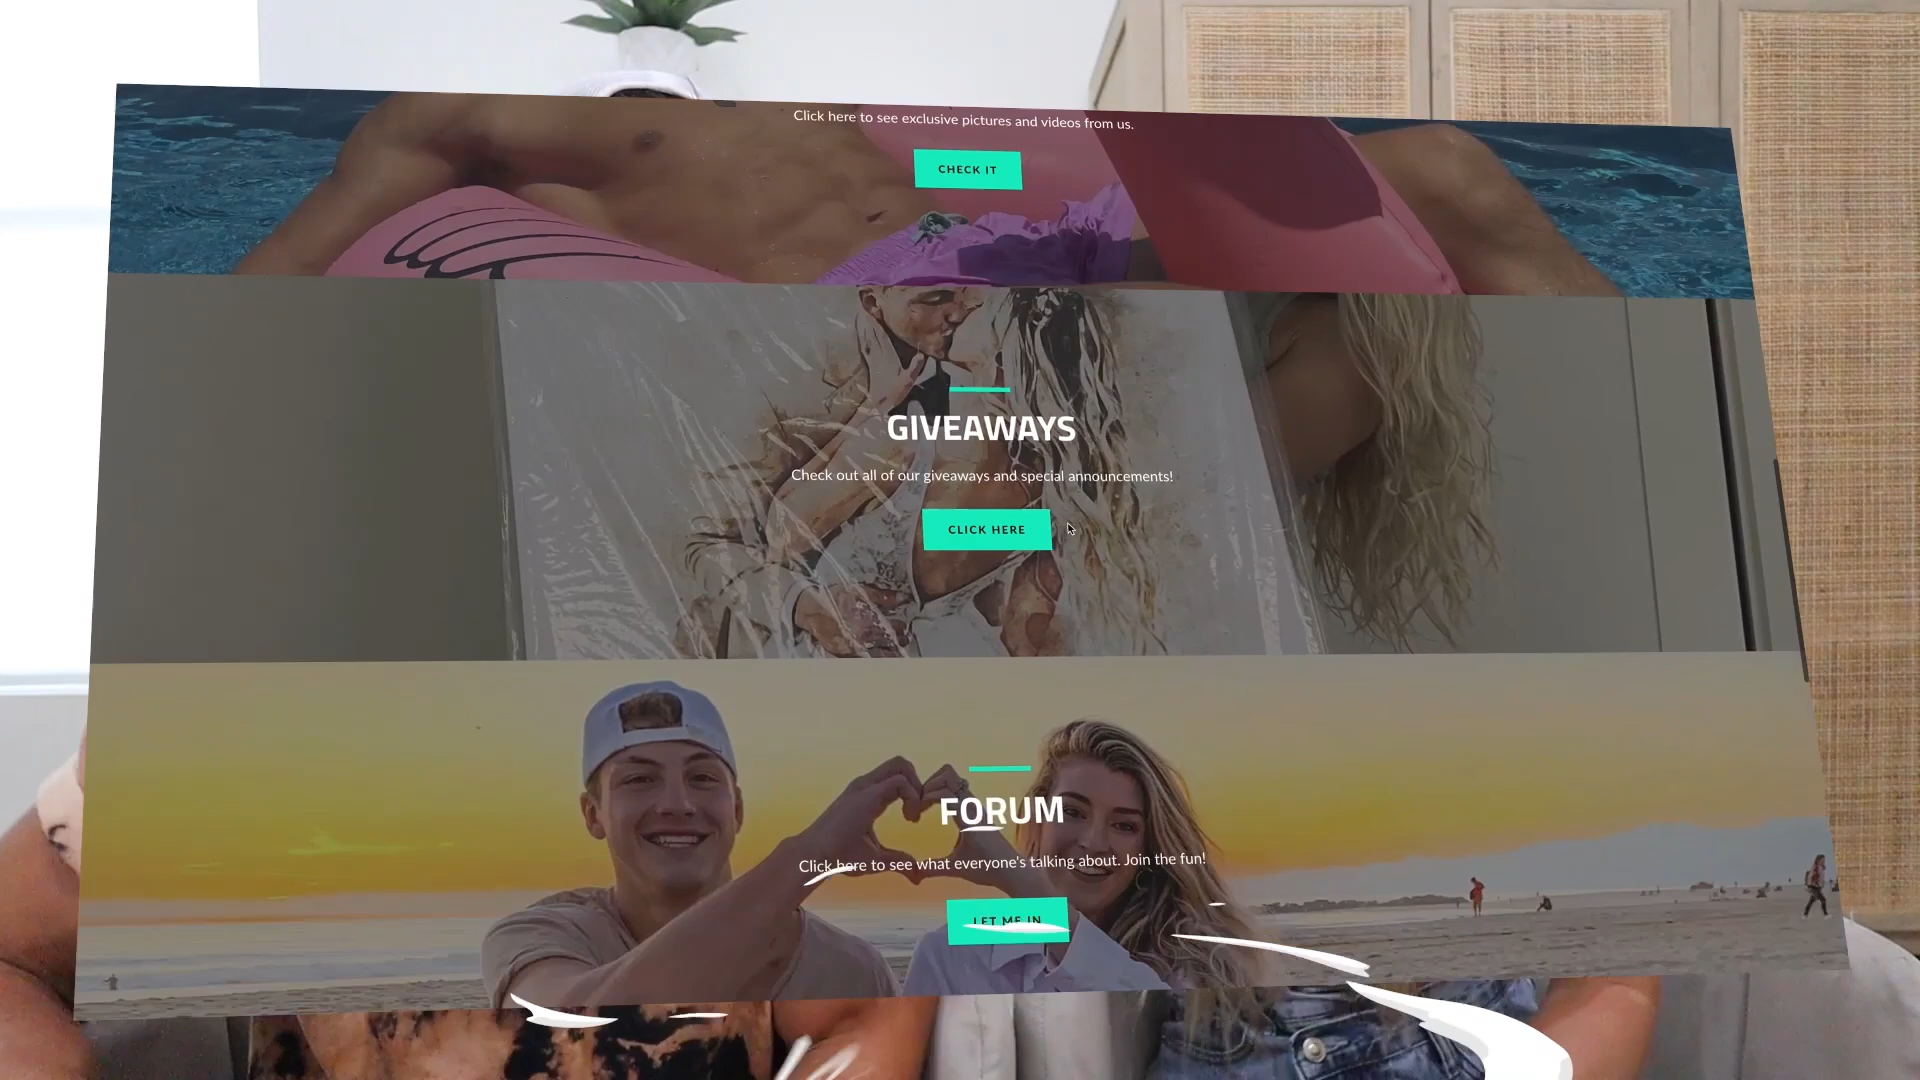 Click here to see exclusive pictures and videos from us.
CHECK IT
GIVEAWAYS
Check out all of our giveaways and special announcements!
CLICK HERE
FORUM
Click here to see what everyone's talking about. Join the fun!
LET ME IN